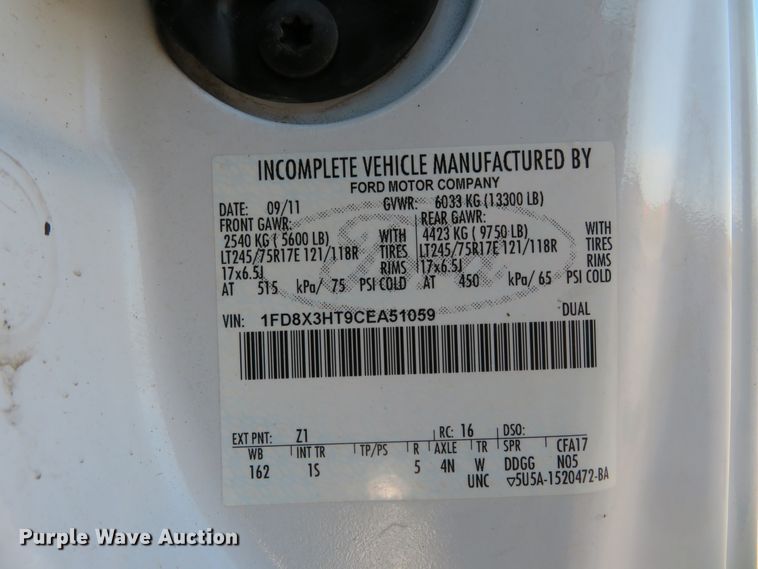 INCOMPLETE VEHICLE MANUFACTURED BY
FORD MOTOR COMPANY
DATE: 09/11 GVWR: 6033 KG (13300 LB)
FRONT GAWR: REAR GAWR:
2540 KG ( 5600 LB) WITH 4423 KG ( 9750 LB) WITH
LT245/75R17E 121/118R TIRES LT245/75R17E 121/118R TIRES
17x6.5J RIMS 17x6.5J RIMS
AT 515 kPa/ 75 PSI COLD AT 450 kPa/ 65 PSI COLD
VIN: 1FD8X3HT9CEA51059 DUAL
EXT PNT: Z1 RC: 16 DSO:
WB INT TR TP/PS R AXLE TR SPR CFA17
162 1S 5 4N W DDGG N05
UNC ▽5U5A-1520472-BA
Purple Wave Auction